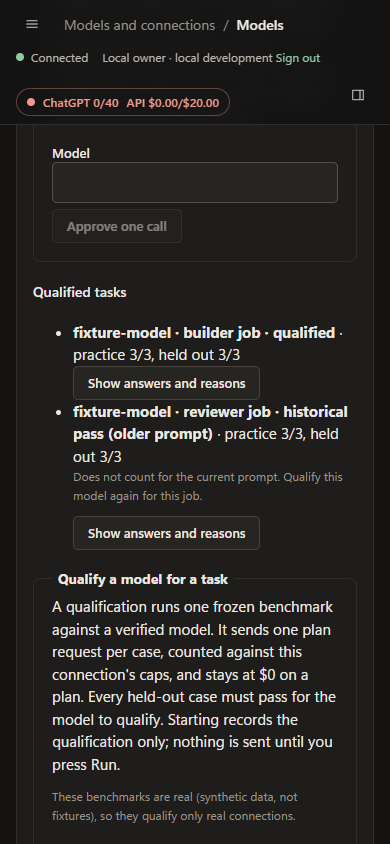 Models and connections / Models
Connected Local owner · local development Sign out
ChatGPT 0/40 API $0.00/$20.00
Model
Approve one call
Qualified tasks
fixture-model · builder job · qualified ·
practice 3/3, held out 3/3
Show answers and reasons
fixture-model · reviewer job · historical
pass (older prompt) · practice 3/3, held
out 3/3
Does not count for the current prompt. Qualify this
model again for this job.
Show answers and reasons
Qualify a model for a task
A qualification runs one frozen benchmark
against a verified model. It sends one plan
request per case, counted against this
connection's caps, and stays at $0 on a
plan. Every held-out case must pass for the
model to qualify. Starting records the
qualification only; nothing is sent until you
press Run.
These benchmarks are real (synthetic data, not
fixtures), so they qualify only real connections.